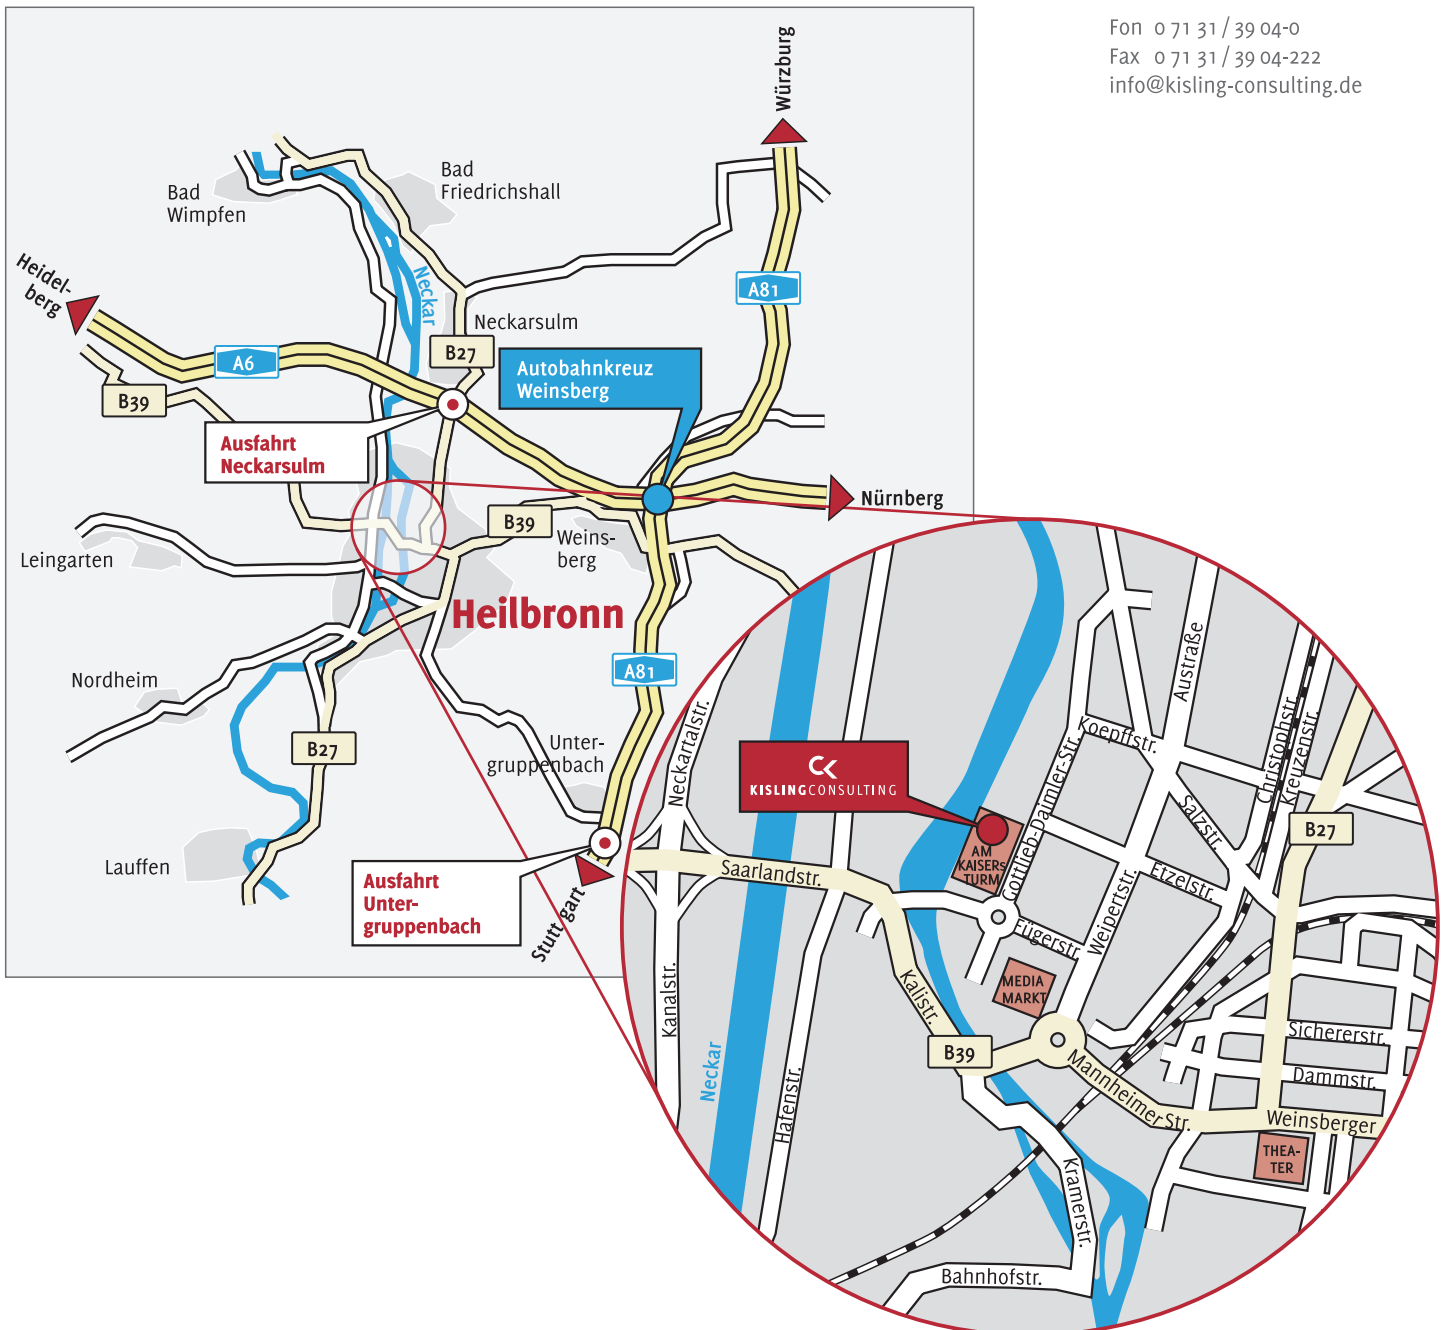 Fon 0 71 31 / 39 04-0
Fax 0 71 31 / 39 04-222
info@kisling-consulting.de
Würzburg
Bad
Friedrichshall
Bad
Wimpfen
Heidel-
berg
Neckar
A81
Neckarsulm
B27
A6
Autobahnkreuz
Weinsberg
B39
Ausfahrt
Neckarsulm
Nürnberg
B39
Weins-
berg
Leingarten
Heilbronn
A81
Nordheim
B27
Unter-
gruppenbach
Lauffen
Ausfahrt
Unter-
gruppenbach
Stuttgart
Austraße
Neckartalstr.
Koepffstr.
Christophstr.
Kreuzenstr.
Gottlieb-Daimler-Str.
CK
KISLINGCONSULTING
Salzstr.
B27
AM
KAISERs
TURM
Saarlandstr.
Etzelstr.
Weipertstr.
Fügerstr.
Kalistr.
MEDIA
MARKT
Kanalstr.
Sichererstr.
B39
Neckar
Dammstr.
Mannheimer Str.
Hafenstr.
Weinsberger
THEA-
TER
Kramerstr.
Bahnhofstr.